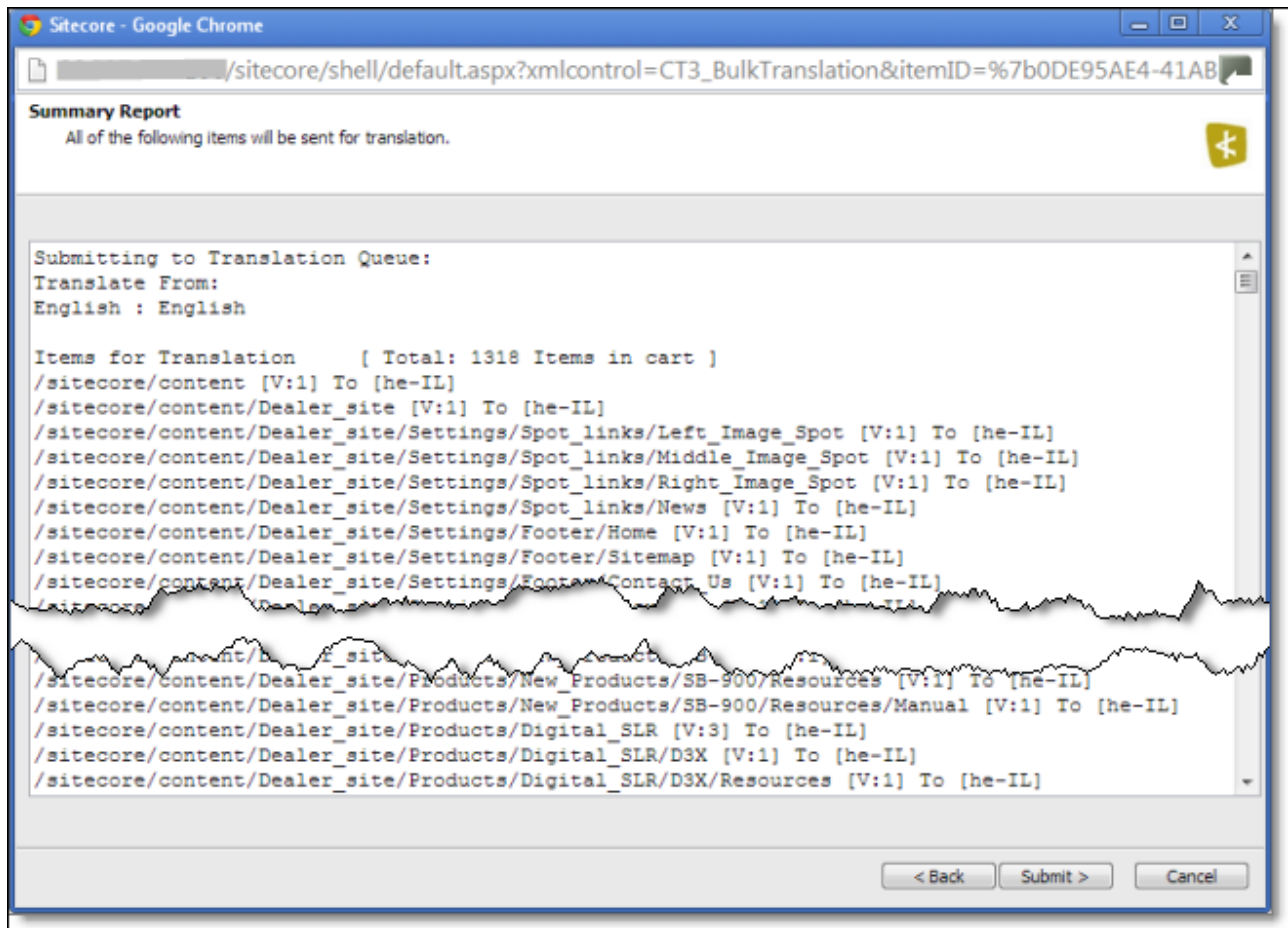 Sitecore - Google Chrome
/sitecore/shell/default.aspx?xmlcontrol=CT3_BulkTranslation&itemID=%7b0DE95AE4-41AB
Summary Report
All of the following items will be sent for translation.
Submitting to Translation Queue:
Translate From:
English : English
Items for Translation [ Total: 1318 Items in cart ]
/sitecore/content [V:1] To [he-IL]
/sitecore/content/Dealer_site [V:1] To [he-IL]
/sitecore/content/Dealer_site/Settings/Spot_links/Left_Image_Spot [V:1] To [he-IL]
/sitecore/content/Dealer_site/Settings/Spot_links/Middle_Image_Spot [V:1] To [he-IL]
/sitecore/content/Dealer_site/Settings/Spot_links/Right_Image_Spot [V:1] To [he-IL]
/sitecore/content/Dealer_site/Settings/Spot_links/News [V:1] To [he-IL]
/sitecore/content/Dealer_site/Settings/Footer/Home [V:1] To [he-IL]
/sitecore/content/Dealer_site/Settings/Footer/Sitemap [V:1] To [he-IL]
/sitecore/content/Dealer_site/Settings/Footer/Contact_Us [V:1] To [he-IL]
/sitecore/content/Dealer_site/Products/New_Products/SB-900/Resources [V:1] To [he-IL]
/sitecore/content/Dealer_site/Products/New_Products/SB-900/Resources/Manual [V:1] To [he-IL]
/sitecore/content/Dealer_site/Products/Digital_SLR [V:3] To [he-IL]
/sitecore/content/Dealer_site/Products/Digital_SLR/D3X [V:1] To [he-IL]
/sitecore/content/Dealer_site/Products/Digital_SLR/D3X/Resources [V:1] To [he-IL]
< Back Submit > Cancel